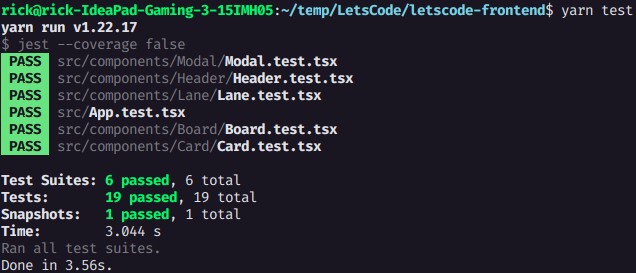 rick@rick-IdeaPad-Gaming-3-15IMH05:~/temp/LetsCode/letscode-frontend$ yarn test
yarn run v1.22.17
$ jest --coverage false
PASS src/components/Modal/Modal.test.tsx
PASS src/components/Header/Header.test.tsx
PASS src/components/Lane/Lane.test.tsx
PASS src/App.test.tsx
PASS src/components/Board/Board.test.tsx
PASS src/components/Card/Card.test.tsx
Test Suites: 6 passed, 6 total
Tests: 19 passed, 19 total
Snapshots: 1 passed, 1 total
Time: 3.044 s
Ran all test suites.
Done in 3.56s.